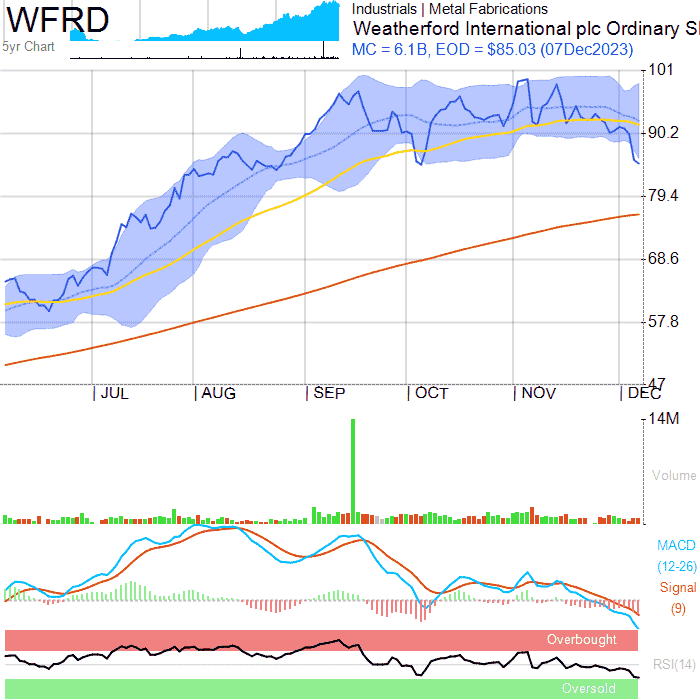 WFRD
5yr Chart
Industrials | Metal Fabrications
Weatherford International plc Ordinary S
MC = 6.1B, EOD = $85.03 (07Dec2023)
101
90.2
79.4
68.6
57.8
47
JUL AUG SEP OCT NOV DEC
14M
Volume
MACD
(12-26)
Signal
(9)
Overbought
RSI(14)
Oversold